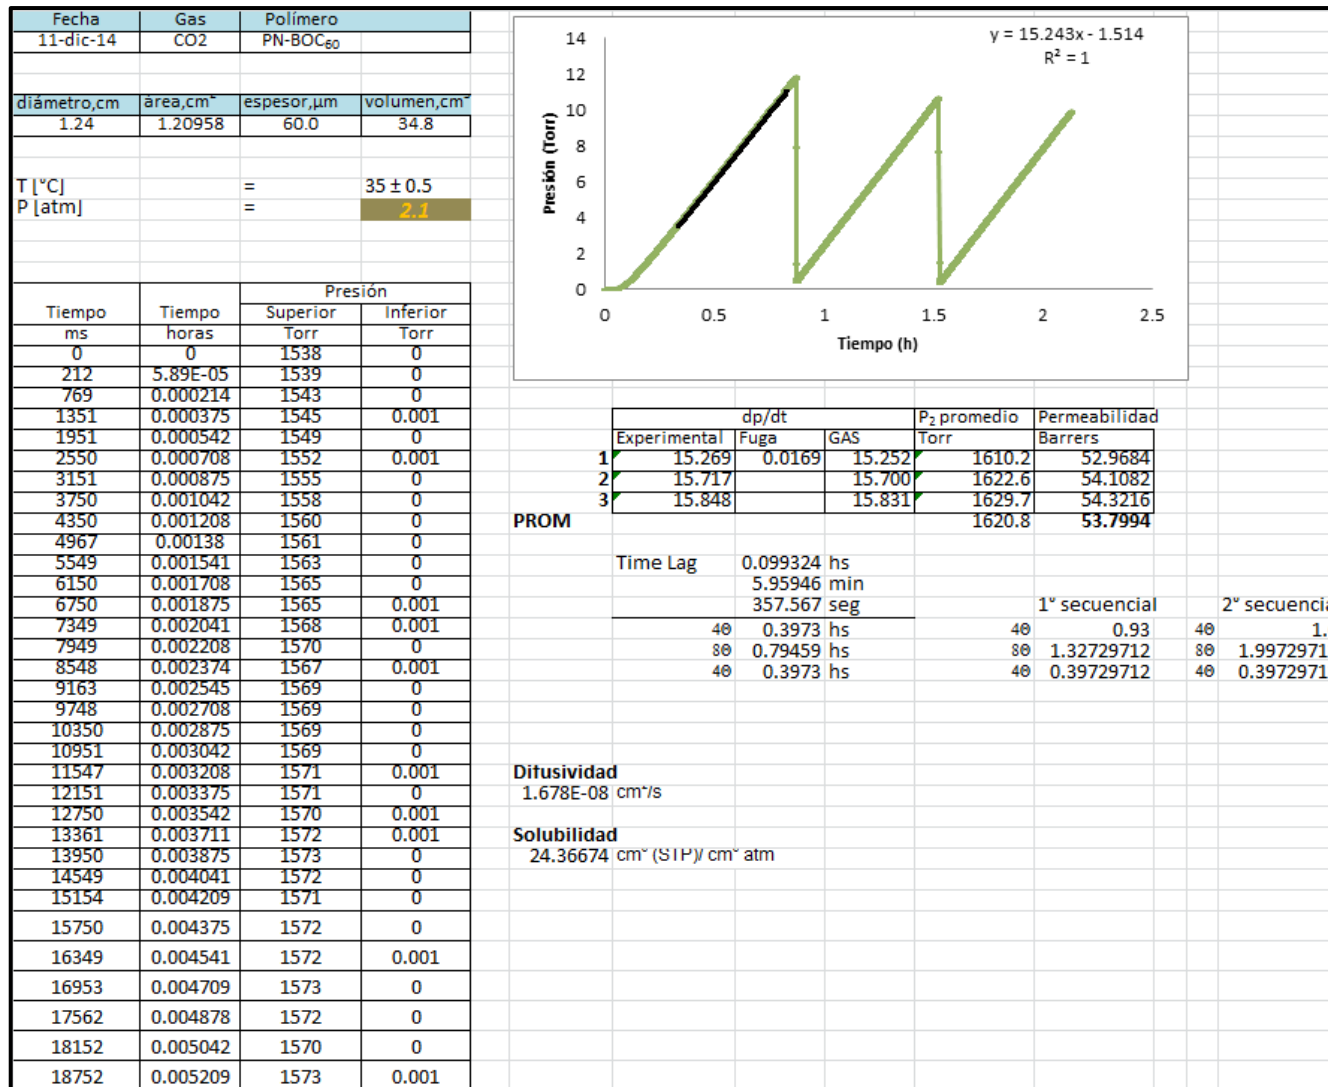 Fecha Gas Polímero
11-dic-14 CO2 PN-BOC60
diámetro,cm área,cm² espesor,µm volumen,cm³
1.24 1.20958 60.0 34.8
T [°C] = 35 ± 0.5
P [atm] = 2.1
Presión
Tiempo Tiempo Superior Inferior
ms horas Torr Torr
0 0 1538 0
212 5.89E-05 1539 0
769 0.000214 1543 0
1351 0.000375 1545 0.001
1951 0.000542 1549 0
2550 0.000708 1552 0.001
3151 0.000875 1555 0
3750 0.001042 1558 0
4350 0.001208 1560 0
4967 0.00138 1561 0
5549 0.001541 1563 0
6150 0.001708 1565 0
6750 0.001875 1565 0.001
7349 0.002041 1568 0.001
7949 0.002208 1570 0
8548 0.002374 1567 0.001
9163 0.002545 1569 0
9748 0.002708 1569 0
10350 0.002875 1569 0
10951 0.003042 1569 0
11547 0.003208 1571 0.001
12151 0.003375 1571 0
12750 0.003542 1570 0.001
13361 0.003711 1572 0.001
13950 0.003875 1573 0
14549 0.004041 1572 0
15154 0.004209 1571 0
15750 0.004375 1572 0
16349 0.004541 1572 0.001
16953 0.004709 1573 0
17562 0.004878 1572 0
18152 0.005042 1570 0
18752 0.005209 1573 0.001
y = 15.243x - 1.514
R² = 1
Presión (Torr)
14
12
10
8
6
4
2
0
0 0.5 1 1.5 2 2.5
Tiempo (h)
dp/dt P2 promedio Permeabilidad
Experimental Fuga GAS Torr Barrers
1 15.269 0.0169 15.252 1610.2 52.9684
2 15.717 15.700 1622.6 54.1082
3 15.848 15.831 1629.7 54.3216
PROM 1620.8 53.7994
Time Lag 0.099324 hs
5.95946 min
357.567 seg 1° secuencial 2° secuencia
4θ 0.3973 hs 4θ 0.93 4θ 1.
8θ 0.79459 hs 8θ 1.32729712 8θ 1.9972971
4θ 0.3973 hs 4θ 0.39729712 4θ 0.3972971
Difusividad
1.678E-08 cm²/s
Solubilidad
24.36674 cm³ (STP)/ cm³ atm